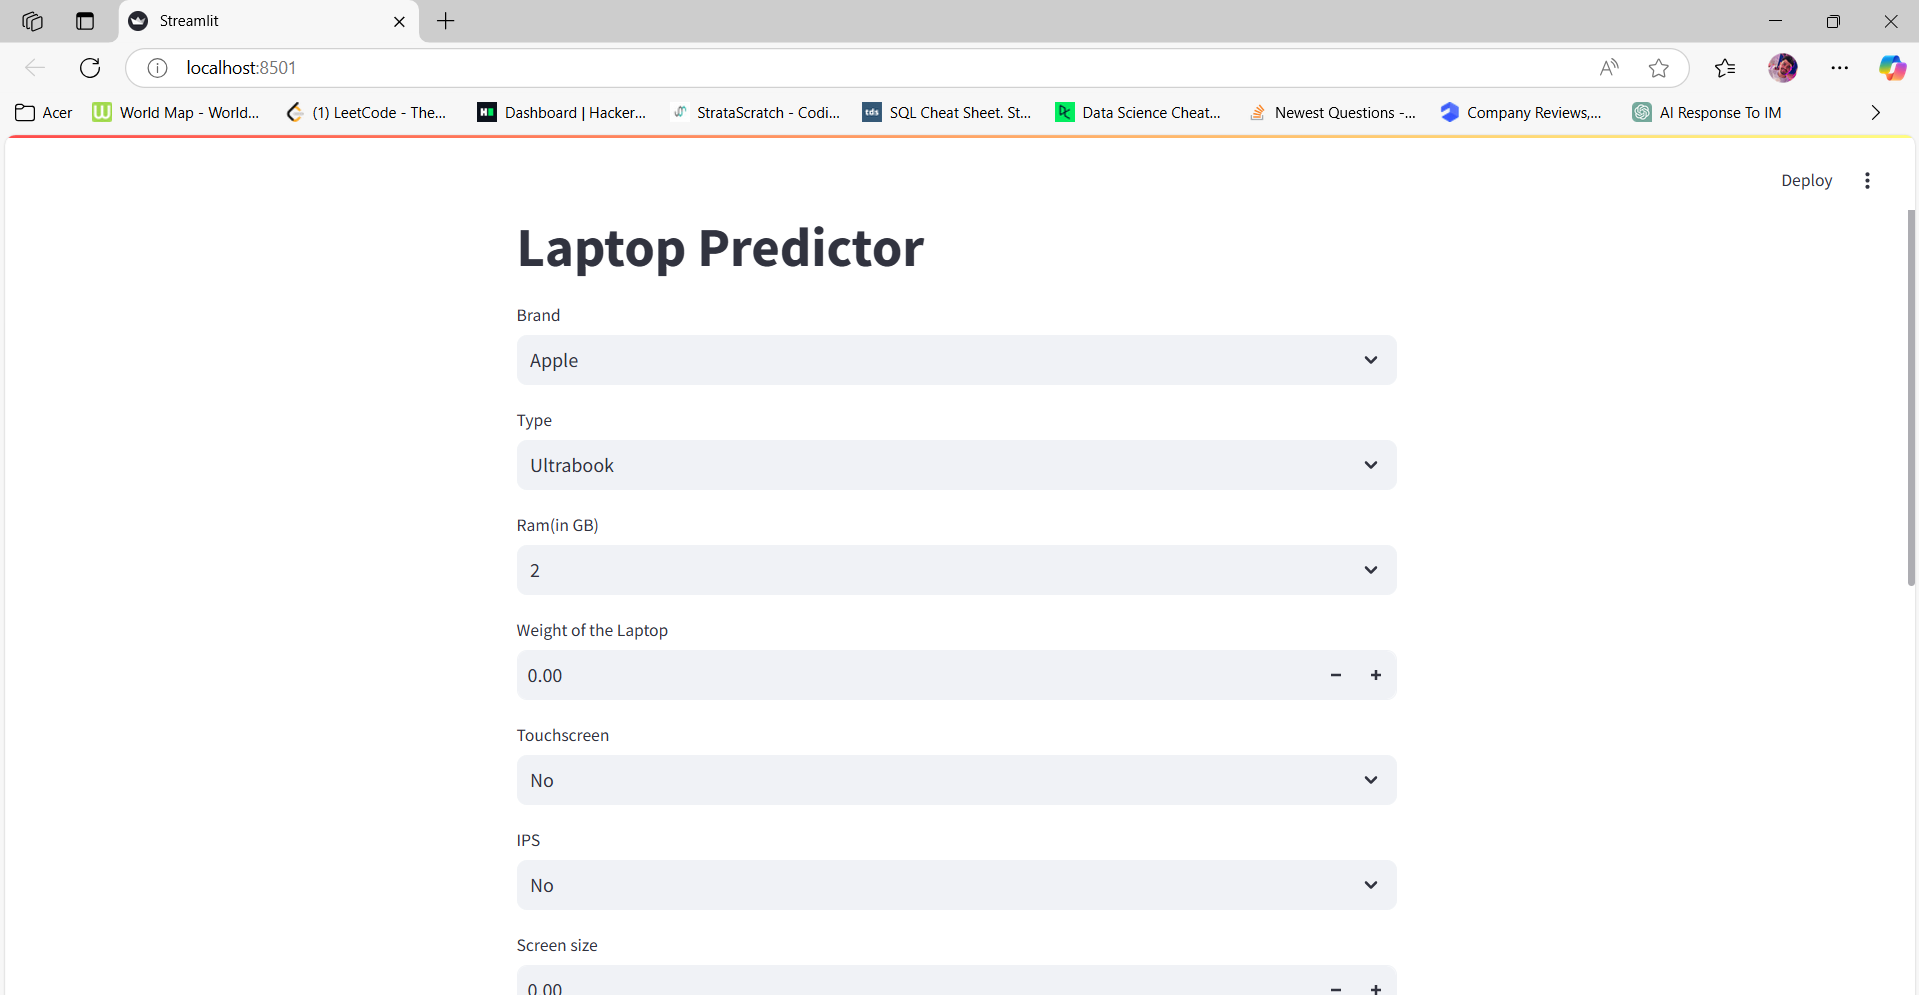 Streamlit
localhost:8501
Acer
World Map - World...
(1) LeetCode - The...
Dashboard | Hacker...
StrataScratch - Codi...
SQL Cheat Sheet. St...
Data Science Cheat...
Newest Questions -...
Company Reviews,...
AI Response To IM
Deploy
Laptop Predictor
Brand
Apple
Type
Ultrabook
Ram(in GB)
2
Weight of the Laptop
0.00
Touchscreen
No
IPS
No
Screen size
0.00